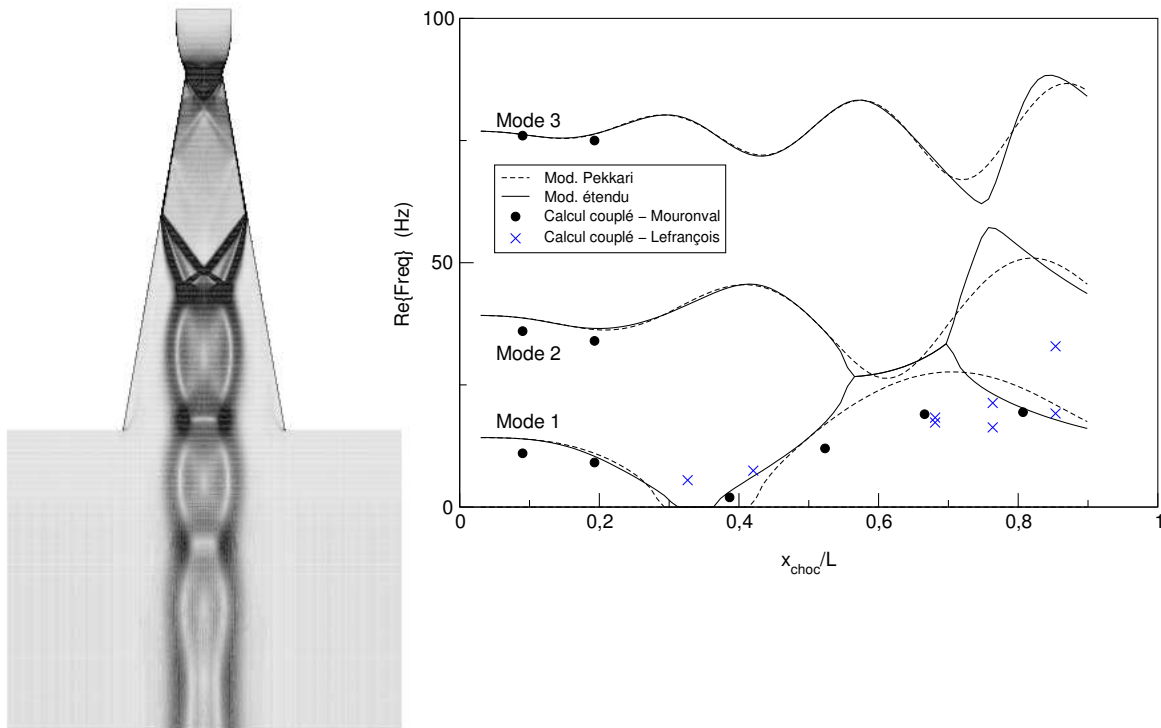 100
50
0
Re{Freq} (Hz)
Mode 3
Mod. Pekkari
Mod. étendu
Calcul couplé – Mouronval
Calcul couplé – Lefrançois
Mode 2
Mode 1
0 0,2 0,4 0,6 0,8 1
x_choc/L